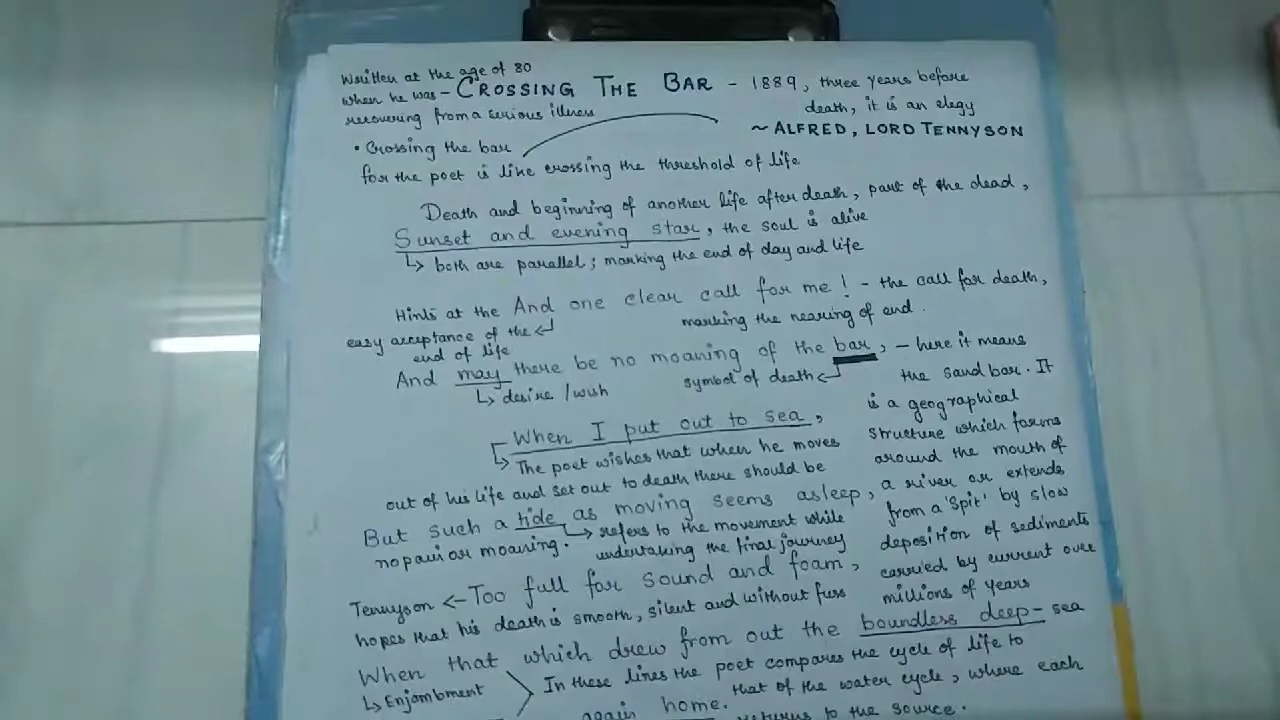 Written at the age of 80
when he was - CROSSING THE BAR - 1889, three years before
recovering from a serious illness death, it is an elegy
~ ALFRED, LORD TENNYSON
• Crossing the bar
for the poet is like crossing the threshold of life
Death and beginning of another life after death, part of the dead,
Sunset and evening star, the soul is alive
↳ both are parallel; marking the end of day and life
Hints at the And one clear call for me! - the call for death,
easy acceptance of the ↵ marking the nearing of end.
end of life
And may there be no moaning of the bar, - here it means
↳ desire / wish symbol of death ↵ the sand bar. It
is a geographical
When I put out to sea, structure which forms
↳ The poet wishes that when he moves around the mouth of
out of his life and set out to death there should be a river or extends
But such a tide as moving seems asleep, from a 'spit' by slow
no pain or moaning. ↳ refers to the movement while deposition of sediments
undertaking the final journey carried by current over
Tennyson ← Too full for sound and foam, millions of years
hopes that his death is smooth, silent and without fuss
When that which drew from out the boundless deep - sea
↳ Enjambment In these lines the poet compares the cycle of life to
that of the water cycle, where each
again home. returns to the source.